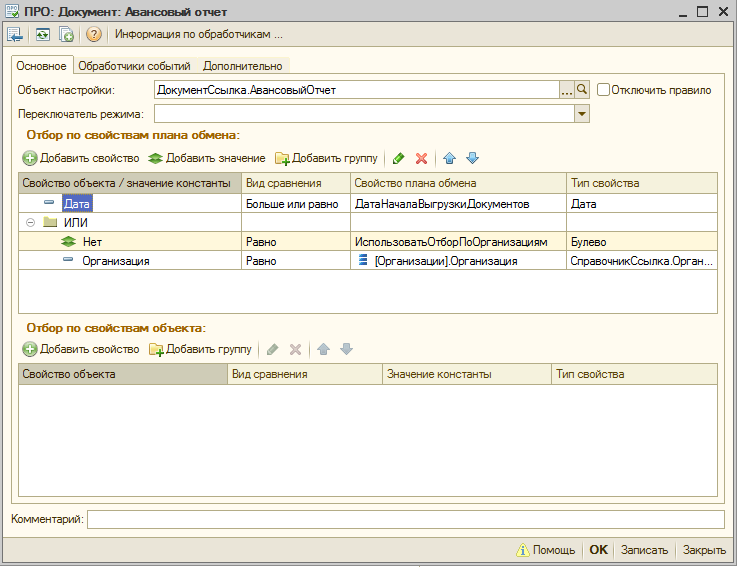 ПРО: Документ: Авансовый отчет
Информация по обработчикам ...
Основное Обработчики событий Дополнительно
Объект настройки: ДокументСсылка.АвансовыйОтчет ... Отключить правило
Переключатель режима:
Отбор по свойствам плана обмена:
Добавить свойство Добавить значение Добавить группу
Свойство объекта / значение константы Вид сравнения Свойство плана обмена Тип свойства
Дата Больше или равно ДатаНачалаВыгрузкиДокументов Дата
ИЛИ
Нет Равно ИспользоватьОтборПоОрганизациям Булево
Организация Равно [Организации].Организация СправочникСсылка.Орган...
Отбор по свойствам объекта:
Добавить свойство Добавить группу
Свойство объекта Вид сравнения Значение константы Тип свойства
Комментарий:
Помощь OK Записать Закрыть